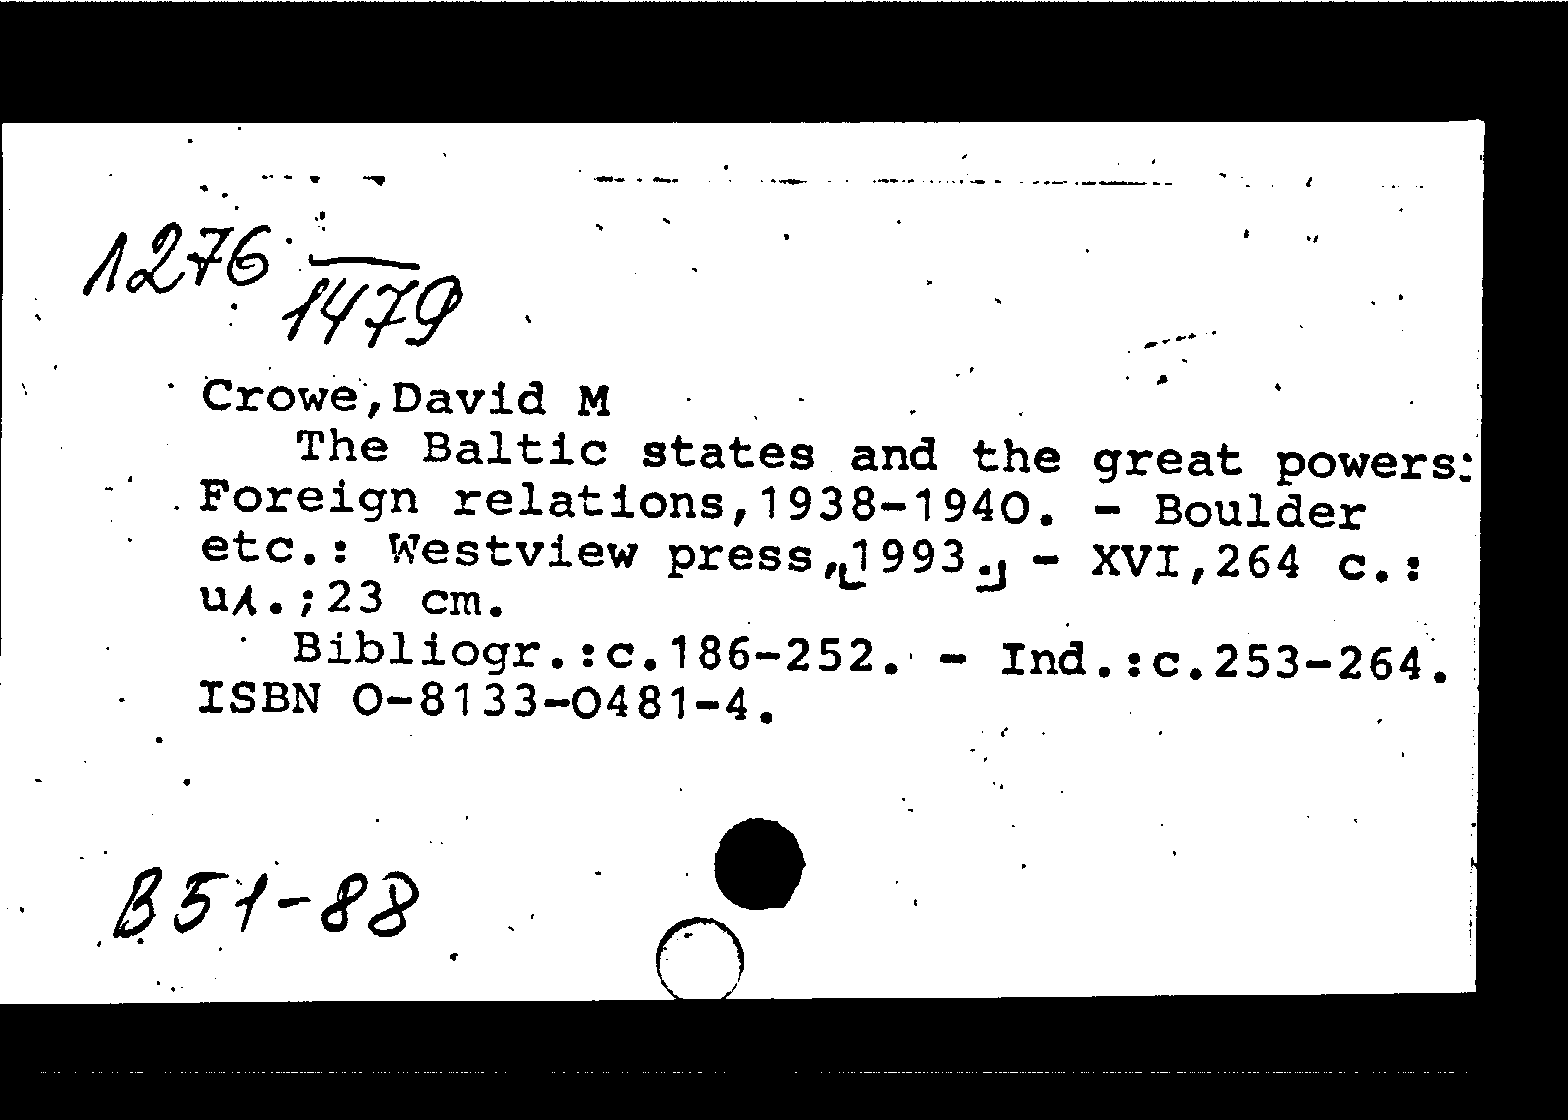 1276
1479
Crowe,David M
The Baltic states and the great powers:
Foreign relations,1938-1940. - Boulder
etc.: Westview press,[1993.] - XVI,264 c.:
ил.;23 cm.
Bibliogr.:c.186-252. - Ind.:c.253-264.
ISBN 0-8133-0481-4.
B51-88